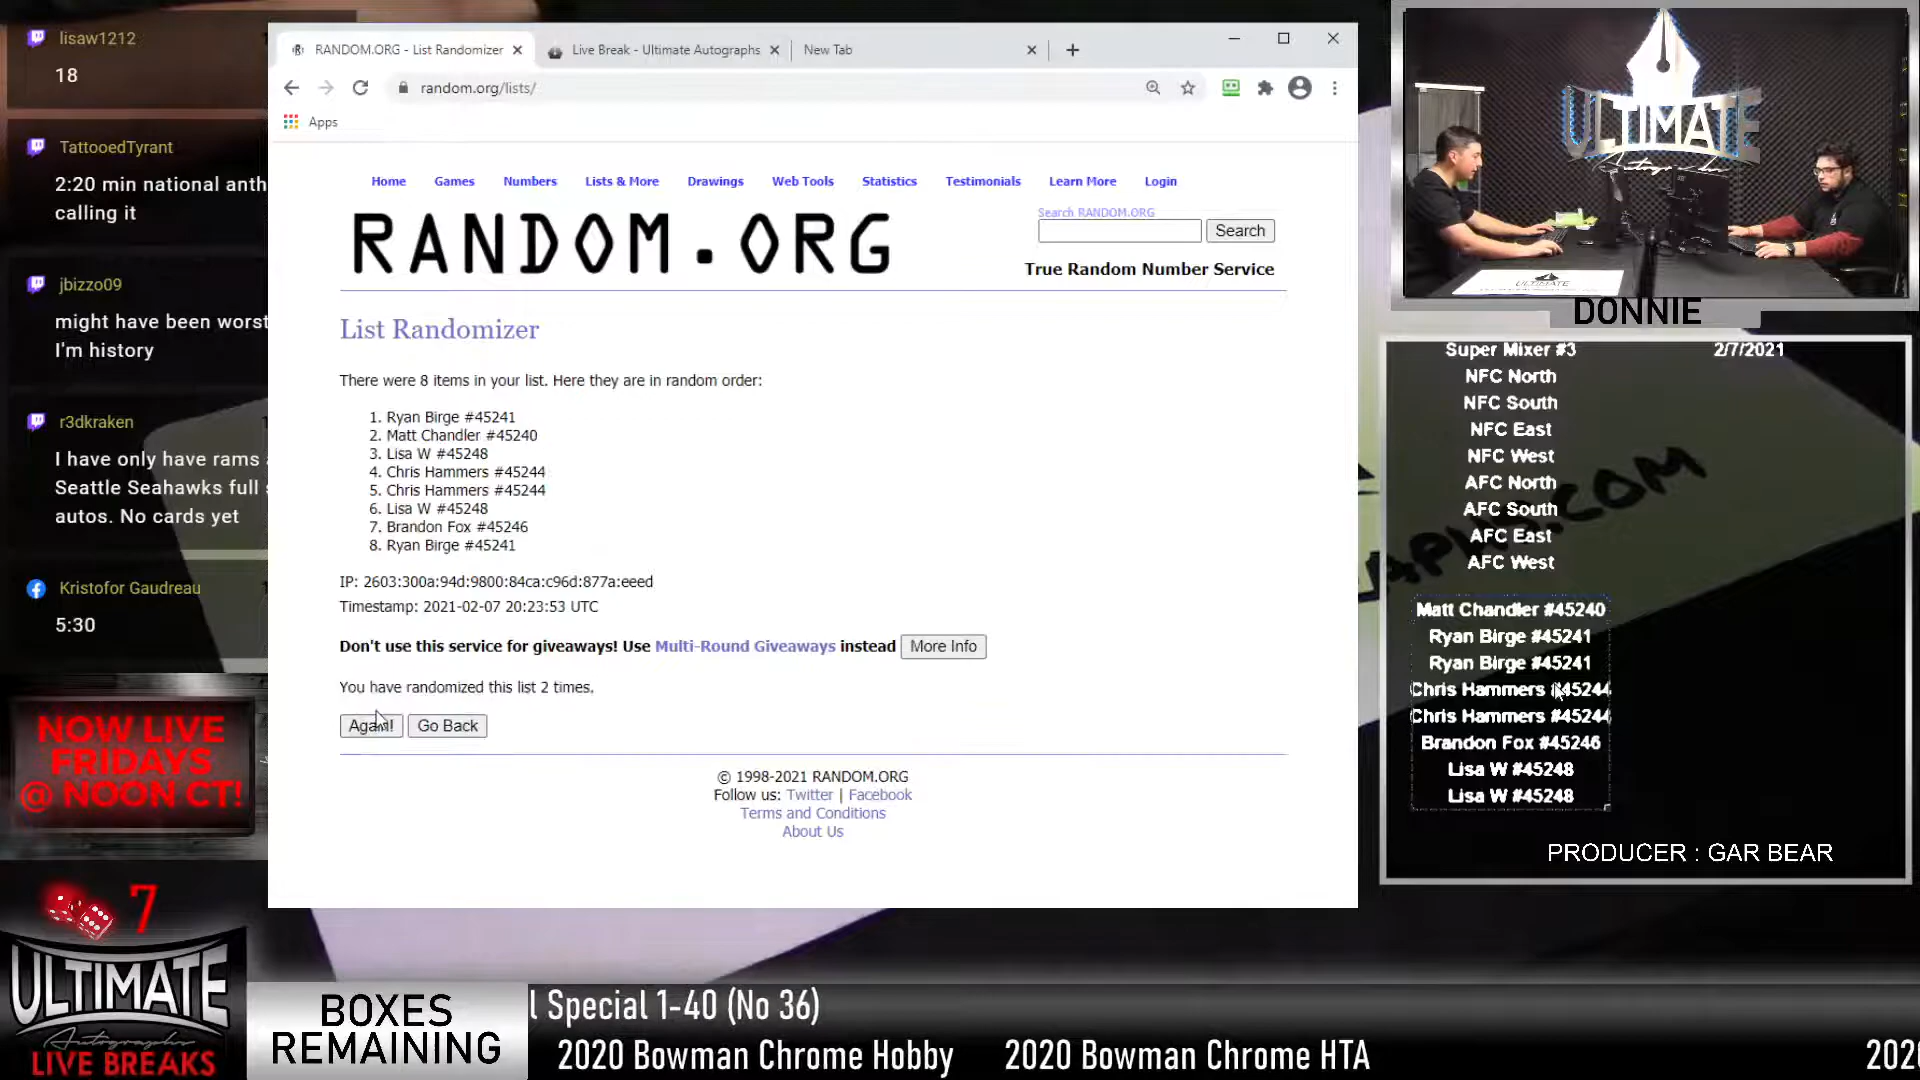 lisaw1212
18
TattooedTyrant
2:20 min national anth
calling it
jbizzo09
might have been worst
I'm history
r3dkraken
I have only have rams
Seattle Seahawks full
autos. No cards yet
Kristofor Gaudreau
5:30
NOW LIVE
FRIDAYS
@ NOON CT!
7
ULTIMATE
Autographs
LIVE BREAKS
RANDOM.ORG - List Randomizer
Live Break - Ultimate Autographs
New Tab
random.org/lists/
Apps
Home Games Numbers Lists & More Drawings Web Tools Statistics Testimonials Learn More Login
RANDOM.ORG
Search RANDOM.ORG
Search
True Random Number Service
List Randomizer
There were 8 items in your list. Here they are in random order:
1. Ryan Birge #45241
2. Matt Chandler #45240
3. Lisa W #45248
4. Chris Hammers #45244
5. Chris Hammers #45244
6. Lisa W #45248
7. Brandon Fox #45246
8. Ryan Birge #45241
IP: 2603:300a:94d:9800:84ca:c96d:877a:eeed
Timestamp: 2021-02-07 20:23:53 UTC
Don't use this service for giveaways! Use Multi-Round Giveaways instead More Info
You have randomized this list 2 times.
Again! Go Back
© 1998-2021 RANDOM.ORG
Follow us: Twitter | Facebook
Terms and Conditions
About Us
ULTIMATE
Autographs
ULTIMATE
DONNIE
Super Mixer #3 2/7/2021
NFC North
NFC South
NFC East
NFC West
AFC North
AFC South
AFC East
AFC West
Matt Chandler #45240
Ryan Birge #45241
Ryan Birge #45241
Chris Hammers #45244
Chris Hammers #45244
Brandon Fox #45246
Lisa W #45248
Lisa W #45248
PRODUCER : GAR BEAR
BOXES
REMAINING
l Special 1-40 (No 36)
2020 Bowman Chrome Hobby 2020 Bowman Chrome HTA